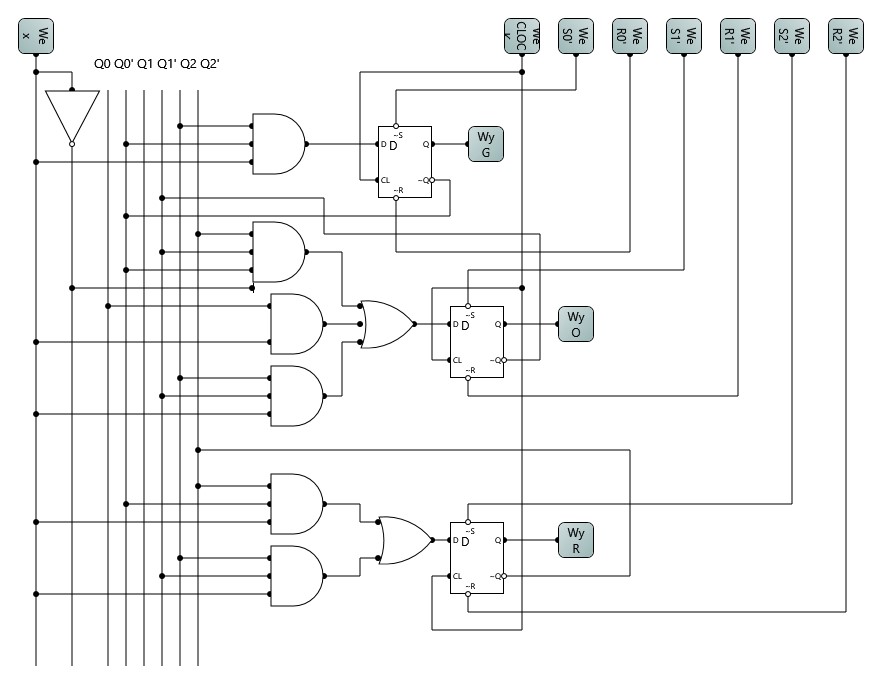 We
x
We
CLOC
We
S0'
We
R0'
We
S1'
We
R1'
We
S2'
We
R2'
Q0 Q0' Q1 Q1' Q2 Q2'
~S
D D Q
CL ~Q
~R
Wy
G
~S
D D Q
CL ~Q
~R
Wy
O
~S
D D Q
CL ~Q
~R
Wy
R